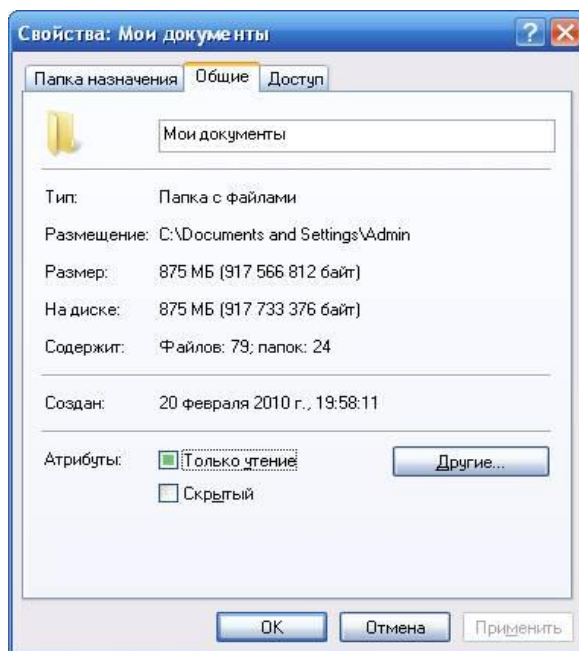 Свойства: Мои документы
Папка назначения Общие Доступ
Мои документы
Тип: Папка с файлами
Размещение: C:\Documents and Settings\Admin
Размер: 875 МБ (917 566 812 байт)
На диске: 875 МБ (917 733 376 байт)
Содержит: Файлов: 79; папок: 24
Создан: 20 февраля 2010 г., 19:58:11
Атрибуты: Только чтение Другие...
Скрытый
OK Отмена Применить